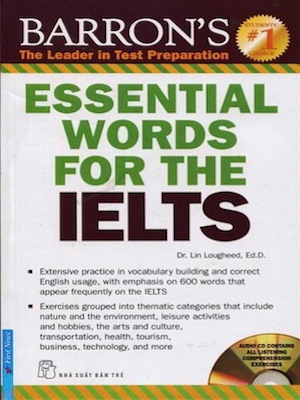 BARRON'S
STUDENTS'
#1
CHOICE
The Leader in Test Preparation
ESSENTIAL
WORDS
FOR THE
IELTS
Dr. Lin Lougheed, Ed.D.
• Extensive practice in vocabulary building and correct
English usage, with emphasis on 600 words that
appear frequently on the IELTS
• Exercises grouped into thematic categories that include
nature and the environment, leisure activities
and hobbies, the arts and culture,
transportation, health, tourism,
business, technology, and more
AUDIO CD CONTAINS
ALL LISTENING
COMPREHENSION
EXERCISES
First News
NHÀ XUẤT BẢN TRẺ